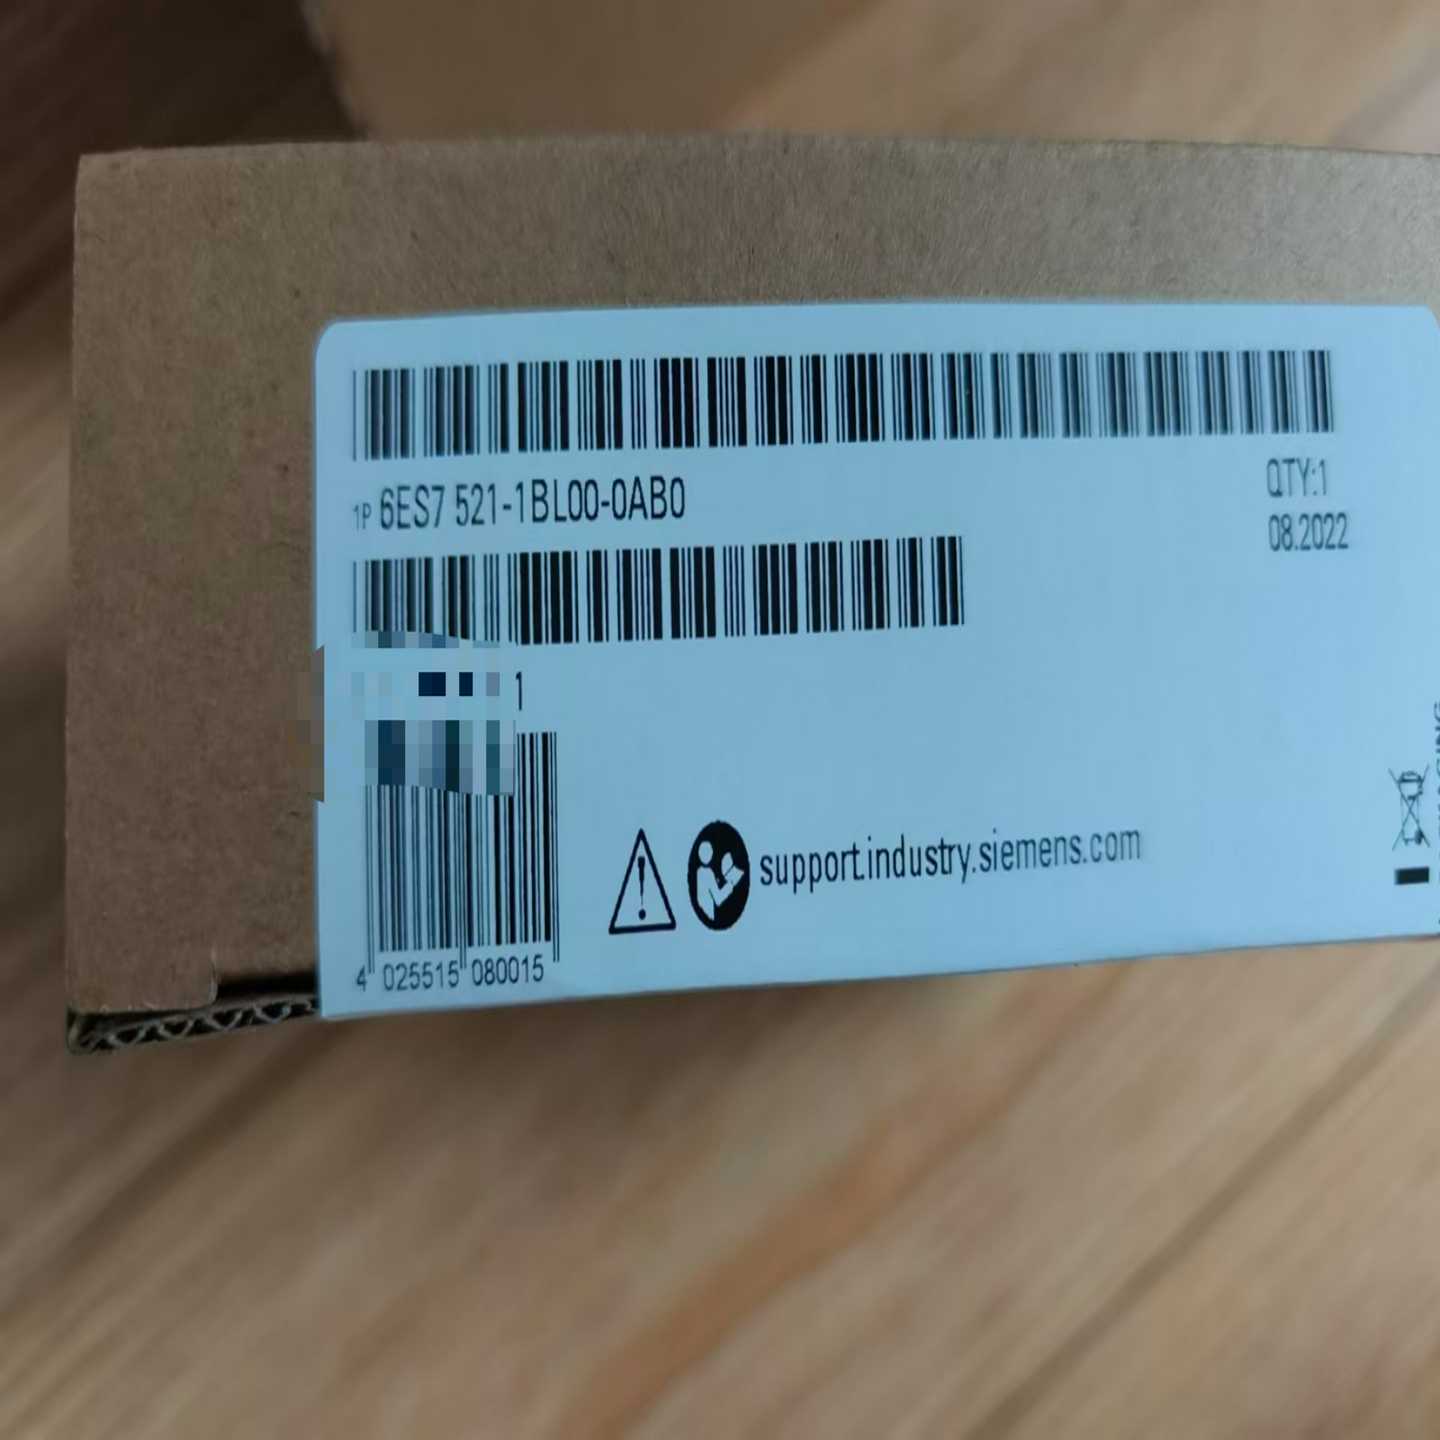 1P 6ES7 521-1BL00-0AB0
QTY:1
08.2022
1
support.industry.siemens.com
4 025515 080015